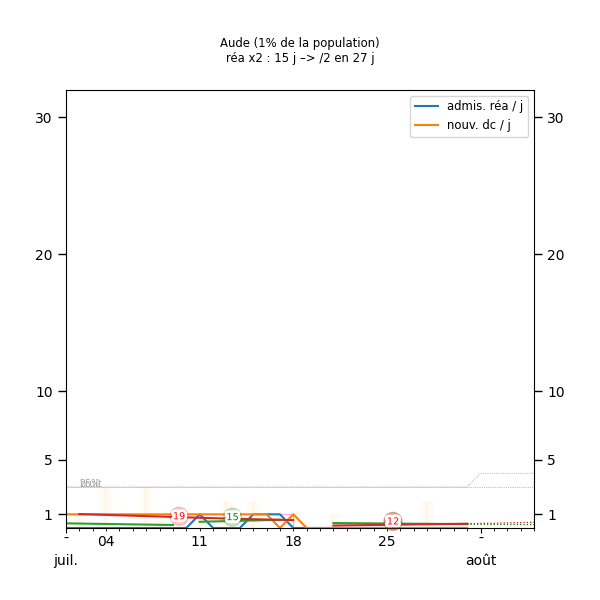 Aude (1% de la population)
réa x2 : 15 j –> /2 en 27 j
admis. réa / j
nouv. dc / j
30 30
20 20
10 10
5 5
1 1
19 15 12
- 04 11 18 25 -
juil. août